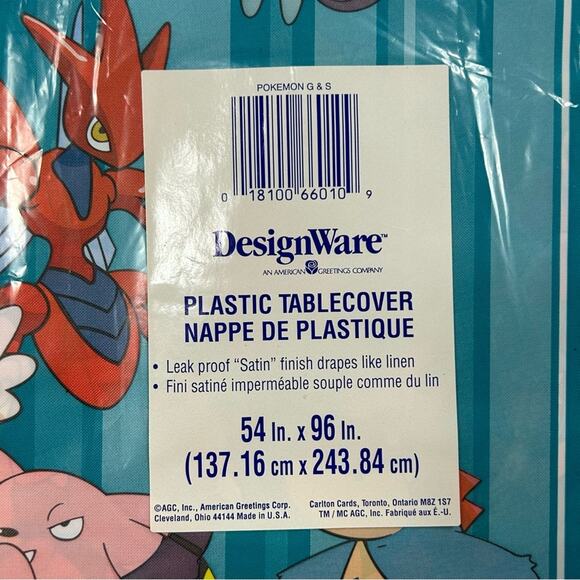 POKEMON G & S
0 18100 66010 9
DesignWare™
AN AMERICAN GREETINGS COMPANY
PLASTIC TABLECOVER
NAPPE DE PLASTIQUE
• Leak proof “Satin” finish drapes like linen
• Fini satiné imperméable souple comme du lin
54 In. x 96 In.
(137.16 cm x 243.84 cm)
©AGC, Inc., American Greetings Corp.
Cleveland, Ohio 44144 Made in U.S.A.
Carlton Cards, Toronto, Ontario M8Z 1S7
TM / MC AGC, Inc. Fabriqué aux É.-U.